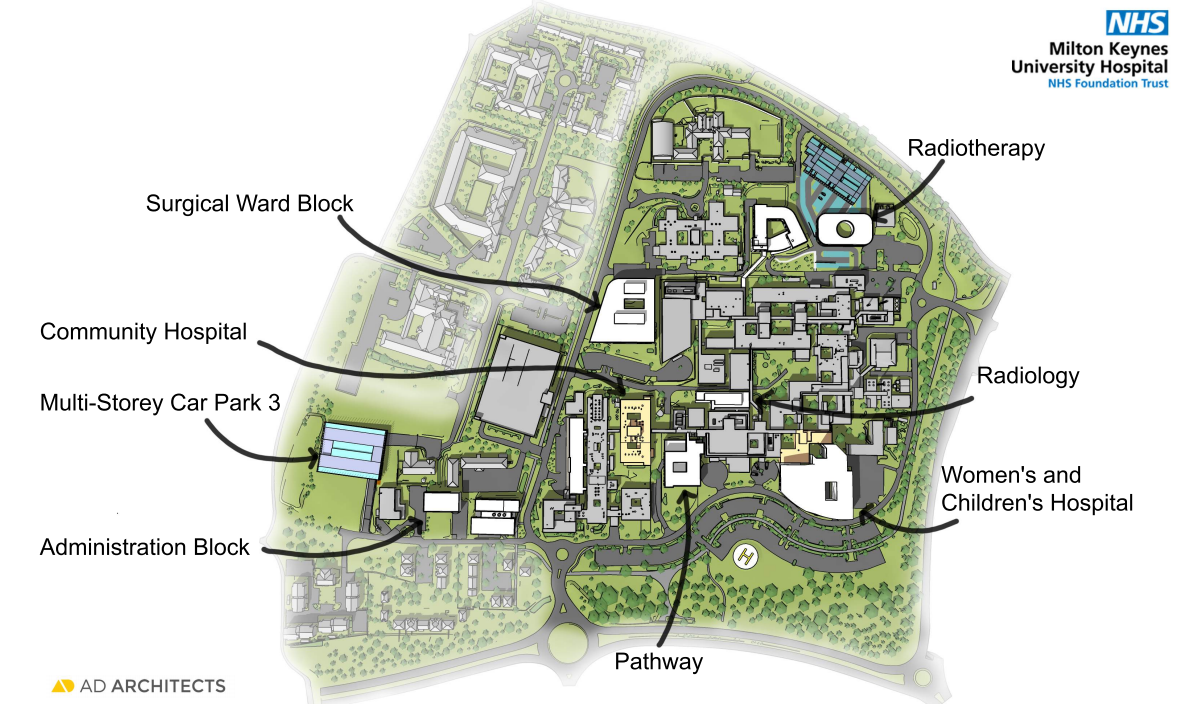 NHS
Milton Keynes
University Hospital
NHS Foundation Trust
Radiotherapy
Surgical Ward Block
Community Hospital
Radiology
Multi-Storey Car Park 3
Women's and
Children's Hospital
Administration Block
H
Pathway
AD ARCHITECTS